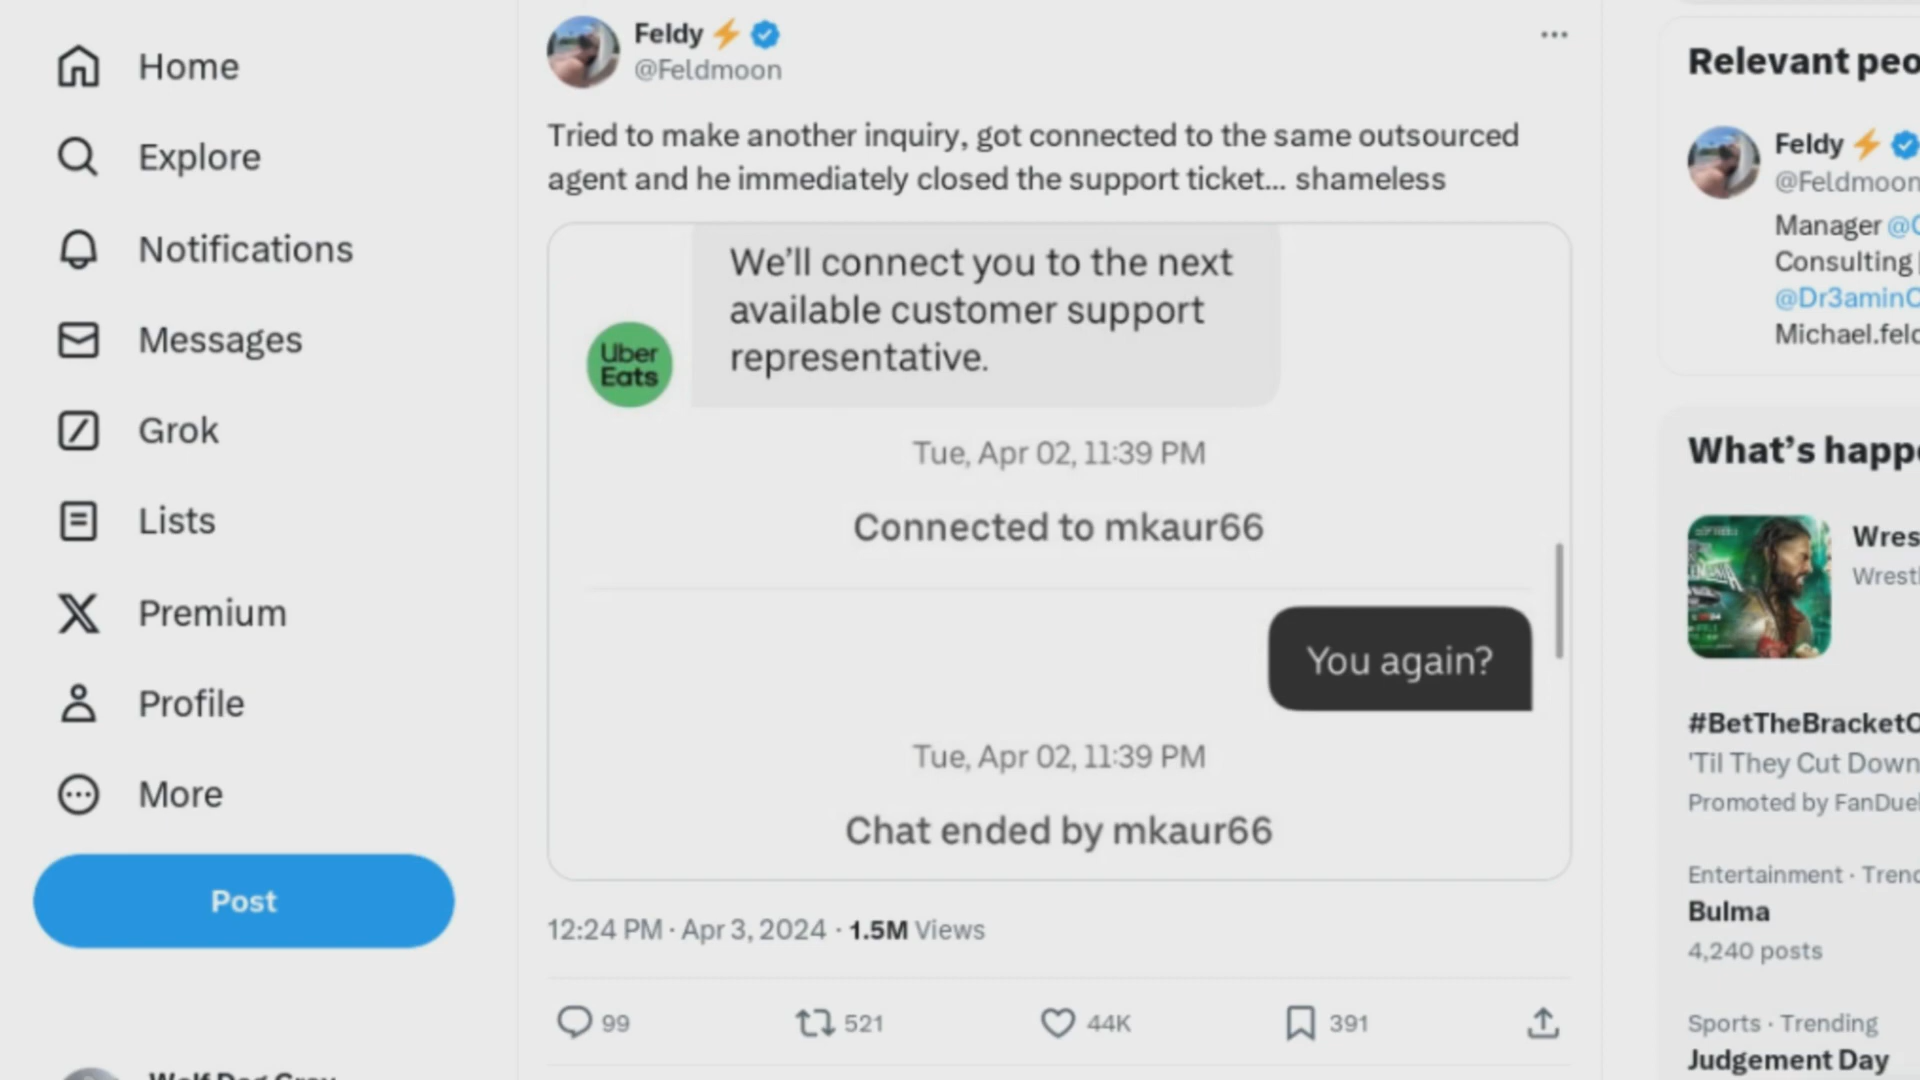 Home
Explore
Notifications
Messages
Grok
Lists
Premium
Profile
More
Post
Feldy
@Feldmoon
Tried to make another inquiry, got connected to the same outsourced
agent and he immediately closed the support ticket... shameless
We'll connect you to the next
available customer support
representative.
Uber
Eats
Tue, Apr 02, 11:39 PM
Connected to mkaur66
You again?
Tue, Apr 02, 11:39 PM
Chat ended by mkaur66
12:24 PM · Apr 3, 2024 · 1.5M Views
99
521
44K
391
Relevant peo
Feldy
@Feldmoon
Manager @
Consulting
@Dr3amin
Michael.feld
What's happe
Wres
Wrestl
#BetTheBracketO
'Til They Cut Down
Promoted by FanDuel
Entertainment · Trend
Bulma
4,240 posts
Sports · Trending
Judgement Day